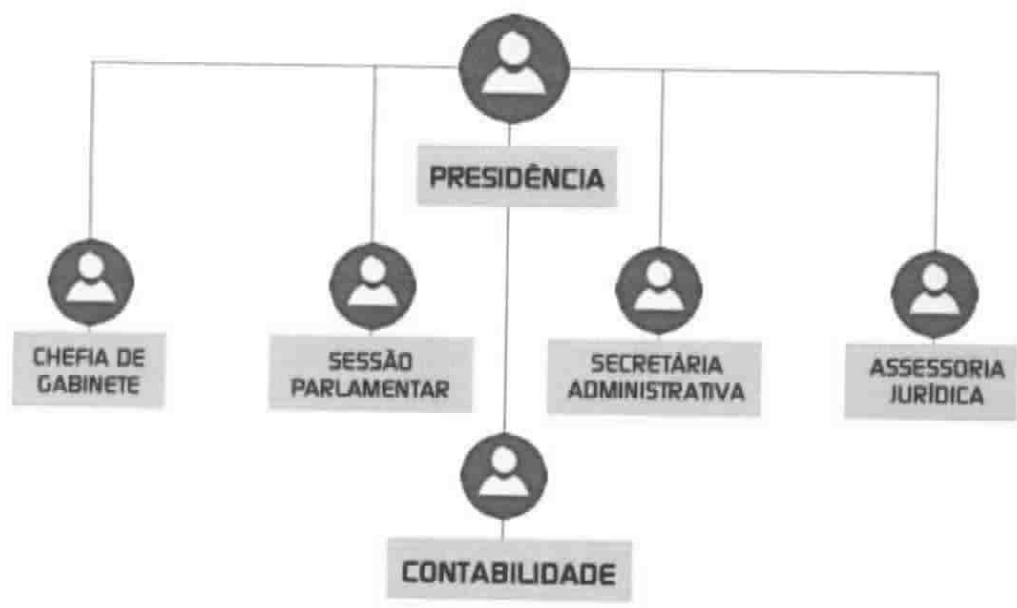 PRESIDÊNCIA
CHEFIA DE
GABINETE
SESSÃO
PARLAMENTAR
SECRETÁRIA
ADMINISTRATIVA
ASSESSORIA
JURÍDICA
CONTABILIDADE